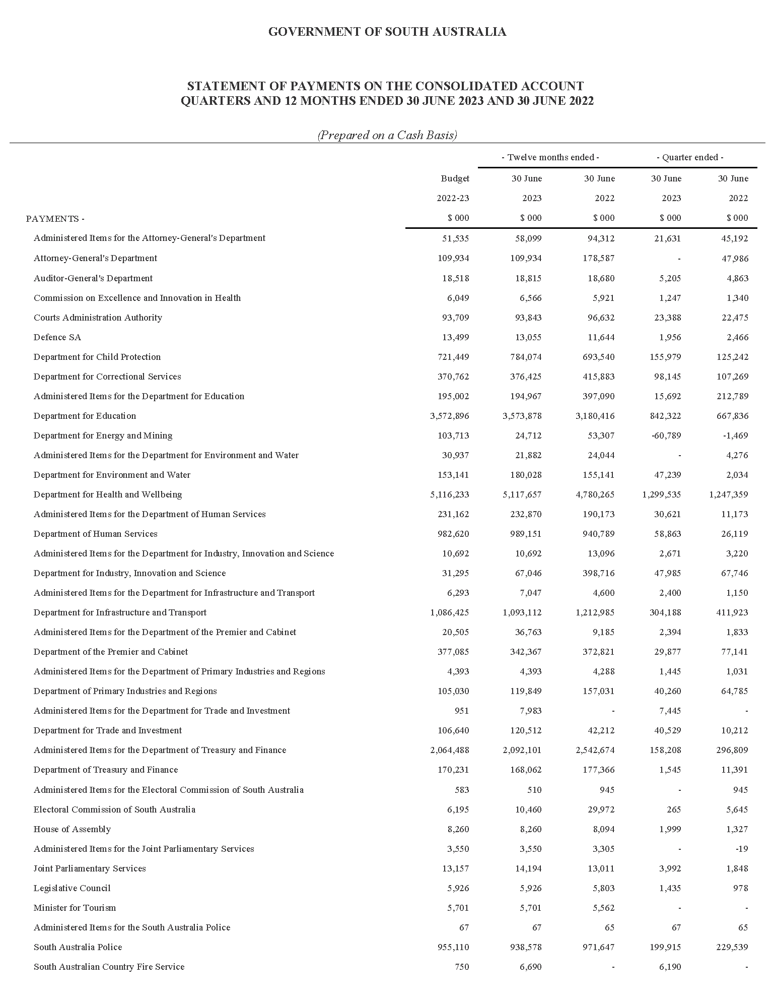 GOVERNMENT OF SOUTH AUSTRALIA
STATEMENT OF PAYMENTS ON THE CONSOLIDATED ACCOUNT
QUARTERS AND 12 MONTHS ENDED 30 JUNE 2023 AND 30 JUNE 2022
(Prepared on a Cash Basis)
- Twelve months ended - - Quarter ended -
Budget 30 June 30 June 30 June 30 June
2022-23 2023 2022 2023 2022
PAYMENTS - $ 000 $ 000 $ 000 $ 000 $ 000
Administered Items for the Attorney-General's Department 51,535 58,099 94,312 21,631 45,192
Attorney-General's Department 109,934 109,934 178,587 - 47,986
Auditor-General's Department 18,518 18,815 18,680 5,205 4,863
Commission on Excellence and Innovation in Health 6,049 6,566 5,921 1,247 1,340
Courts Administration Authority 93,709 93,843 96,632 23,388 22,475
Defence SA 13,499 13,055 11,644 1,956 2,466
Department for Child Protection 721,449 784,074 693,540 155,979 125,242
Department for Correctional Services 370,762 376,425 415,883 98,145 107,269
Administered Items for the Department for Education 195,002 194,967 397,090 15,692 212,789
Department for Education 3,572,896 3,573,878 3,180,416 842,322 667,836
Department for Energy and Mining 103,713 24,712 53,307 -60,789 -1,469
Administered Items for the Department for Environment and Water 30,937 21,882 24,044 - 4,276
Department for Environment and Water 153,141 180,028 155,141 47,239 2,034
Department for Health and Wellbeing 5,116,233 5,117,657 4,780,265 1,299,535 1,247,359
Administered Items for the Department of Human Services 231,162 232,870 190,173 30,621 11,173
Department of Human Services 982,620 989,151 940,789 58,863 26,119
Administered Items for the Department for Industry, Innovation and Science 10,692 10,692 13,096 2,671 3,220
Department for Industry, Innovation and Science 31,295 67,046 398,716 47,985 67,746
Administered Items for the Department for Infrastructure and Transport 6,293 7,047 4,600 2,400 1,150
Department for Infrastructure and Transport 1,086,425 1,093,112 1,212,985 304,188 411,923
Administered Items for the Department of the Premier and Cabinet 20,505 36,763 9,185 2,394 1,833
Department of the Premier and Cabinet 377,085 342,367 372,821 29,877 77,141
Administered Items for the Department of Primary Industries and Regions 4,393 4,393 4,288 1,445 1,031
Department of Primary Industries and Regions 105,030 119,849 157,031 40,260 64,785
Administered Items for the Department for Trade and Investment 951 7,983 - 7,445 -
Department for Trade and Investment 106,640 120,512 42,212 40,529 10,212
Administered Items for the Department of Treasury and Finance 2,064,488 2,092,101 2,542,674 158,208 296,809
Department of Treasury and Finance 170,231 168,062 177,366 1,545 11,391
Administered Items for the Electoral Commission of South Australia 583 510 945 - 945
Electoral Commission of South Australia 6,195 10,460 29,972 265 5,645
House of Assembly 8,260 8,260 8,094 1,999 1,327
Administered Items for the Joint Parliamentary Services 3,550 3,550 3,305 - -19
Joint Parliamentary Services 13,157 14,194 13,011 3,992 1,848
Legislative Council 5,926 5,926 5,803 1,435 978
Minister for Tourism 5,701 5,701 5,562 - -
Administered Items for the South Australia Police 67 67 65 67 65
South Australia Police 955,110 938,578 971,647 199,915 229,539
South Australian Country Fire Service 750 6,690 - 6,190 -